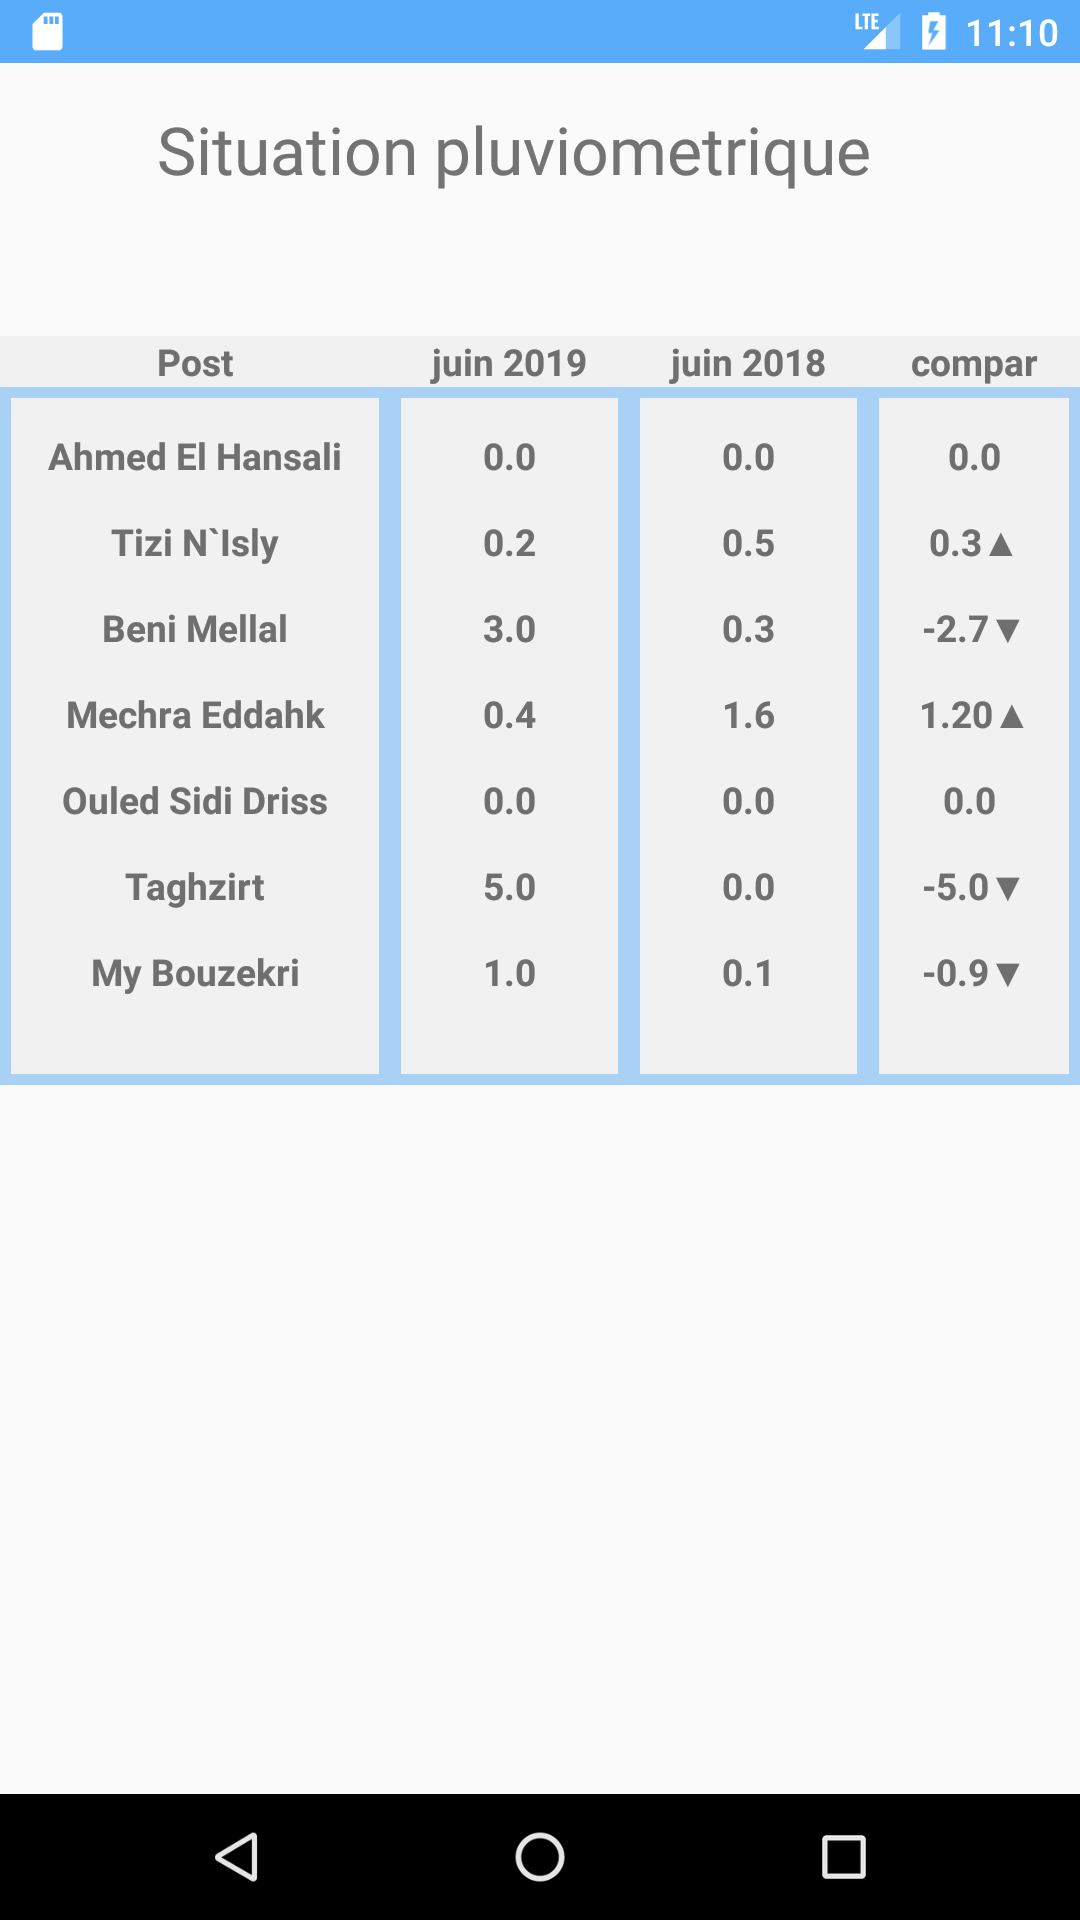 LTE 11:10
Situation pluviometrique
Post juin 2019 juin 2018 compar
Ahmed El Hansali 0.0 0.0 0.0
Tizi N`Isly 0.2 0.5 0.3▲
Beni Mellal 3.0 0.3 -2.7▼
Mechra Eddahk 0.4 1.6 1.20▲
Ouled Sidi Driss 0.0 0.0 0.0
Taghzirt 5.0 0.0 -5.0▼
My Bouzekri 1.0 0.1 -0.9▼